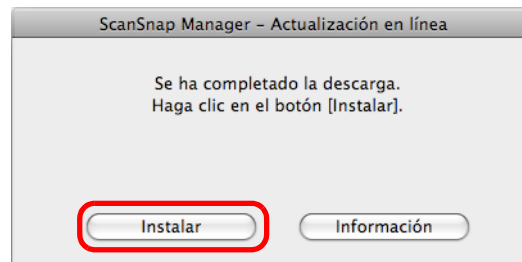 ScanSnap Manager – Actualización en línea
Se ha completado la descarga.
Haga clic en el botón [Instalar].
Instalar
Información